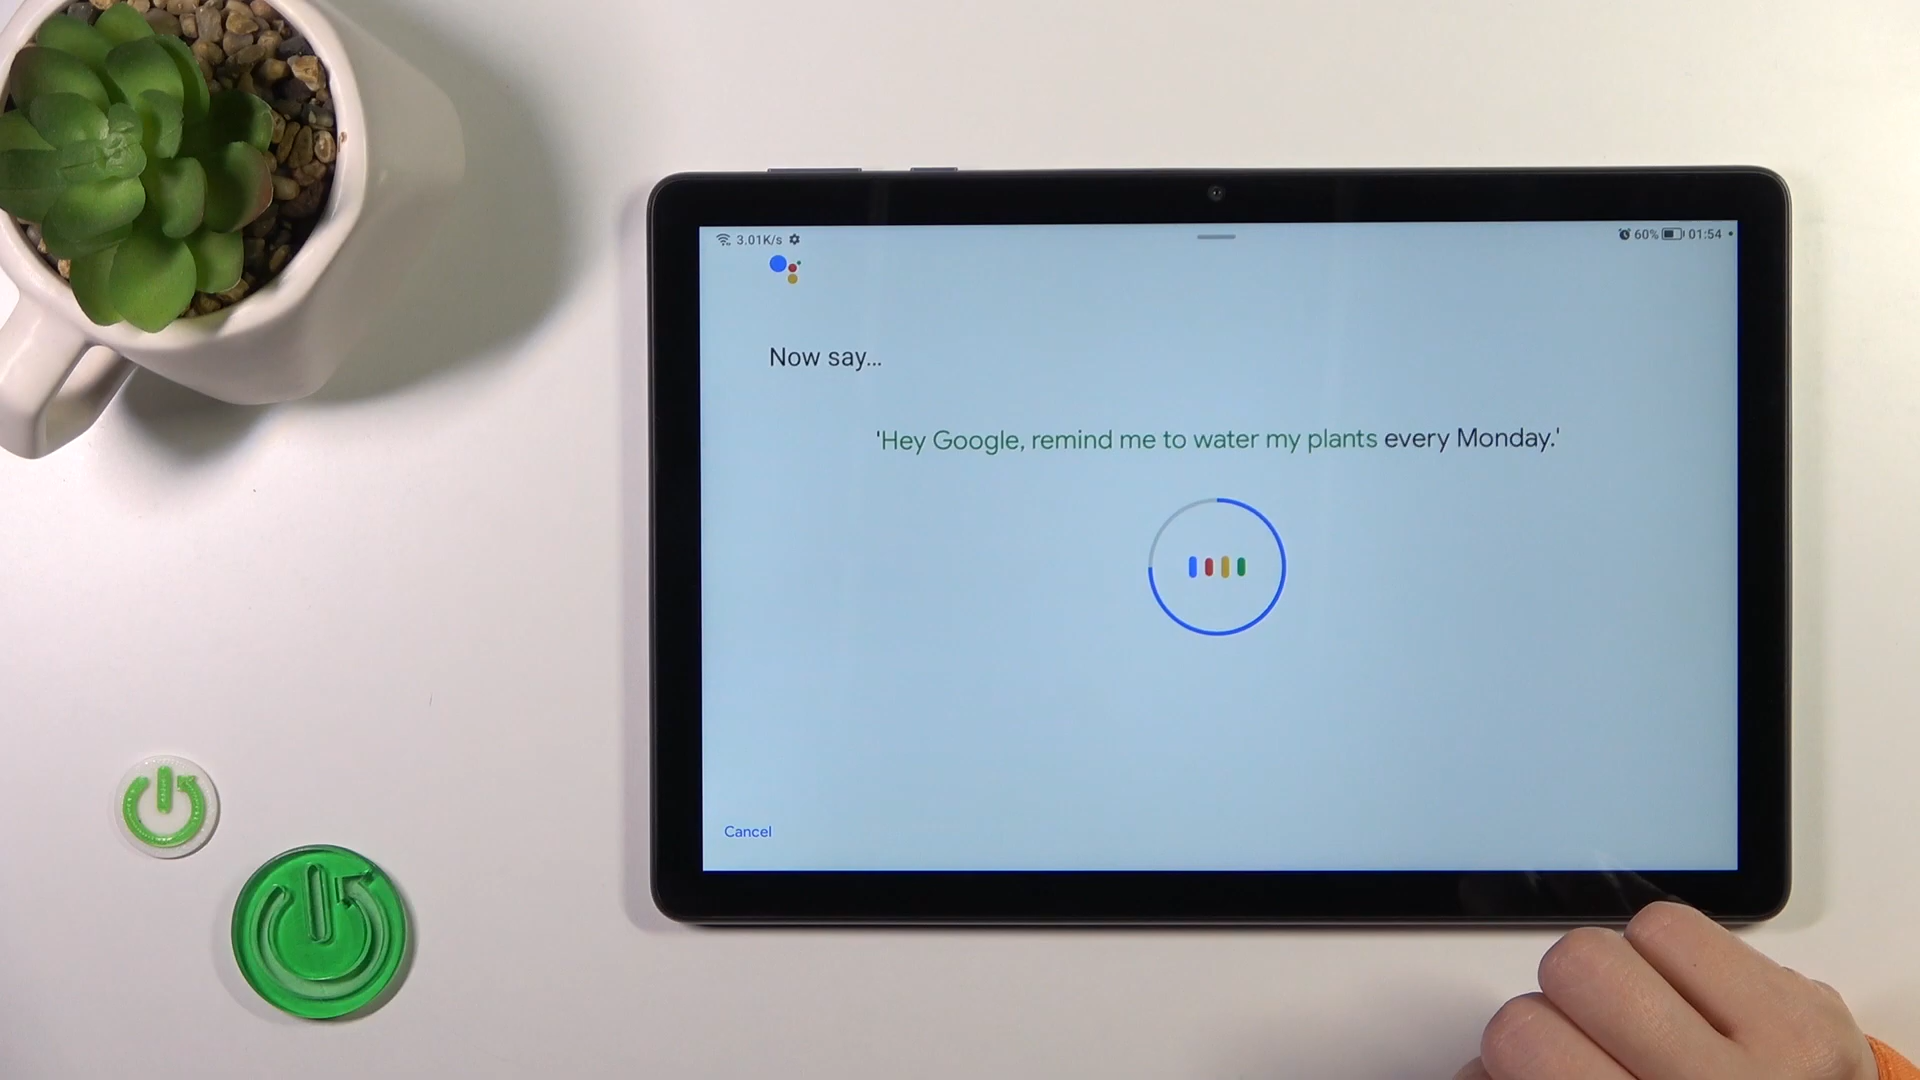 3.01K/s
60% 01:54
Now say...
'Hey Google, remind me to water my plants every Monday.'
Cancel